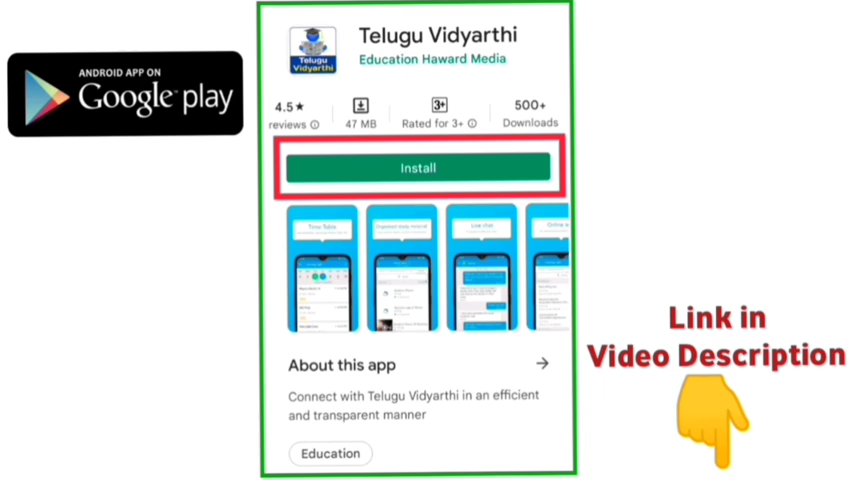 ANDROID APP ON
Google play
Telugu
Vidyarthi
Telugu Vidyarthi
Education Haward Media
4.5★
reviews
47 MB
3+
Rated for 3+
500+
Downloads
Install
Time Table
Live chat
About this app
Connect with Telugu Vidyarthi in an efficient
and transparent manner
Education
Link in
Video Description